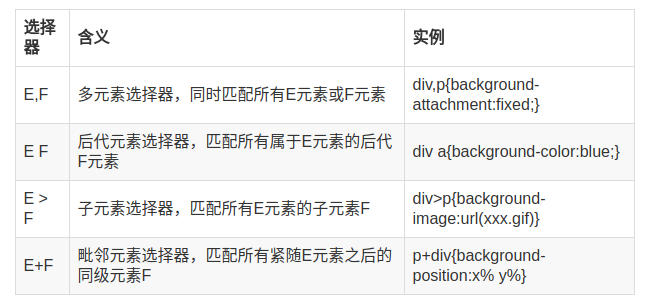 选择
器
含义
实例
E,F
多元素选择器，同时匹配所有E元素或F元素
div,p{background-
attachment:fixed;}
E F
后代元素选择器，匹配所有属于E元素的后代
F元素
div a{background-color:blue;}
E >
F
子元素选择器，匹配所有E元素的子元素F
div>p{background-
image:url(xxx.gif)}
E+F
毗邻元素选择器，匹配所有紧随E元素之后的
同级元素F
p+div{background-
position:x% y%}